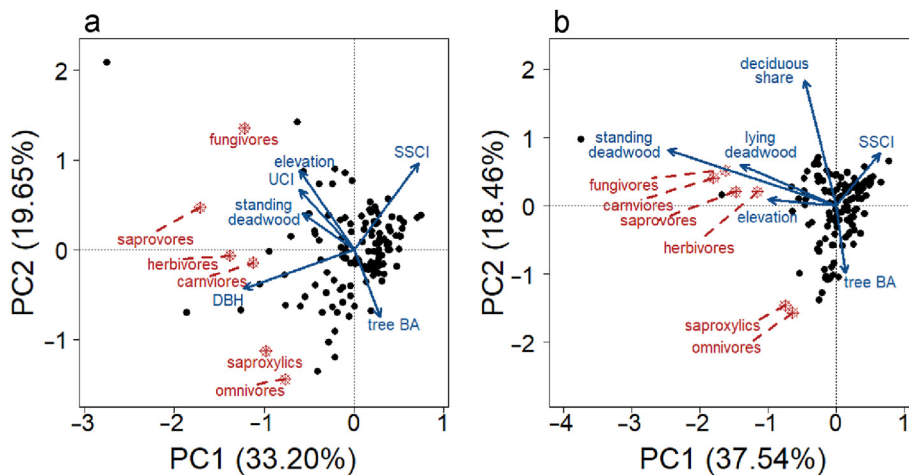 a
b
PC2 (19.65%)
2
1
0
−1
−3
−2
−1
0
1
PC1 (33.20%)
fungivores
elevation
UCI
SSCI
standing
deadwood
saprovores
herbivores
carnviores
DBH
tree BA
saproxylics
omnivores
PC2 (18.46%)
2
1
0
−1
−2
−4
−3
−2
−1
0
1
PC1 (37.54%)
deciduous
share
standing
deadwood
lying
deadwood
SSCI
fungivores
carnviores
saprovores
elevation
herbivores
tree BA
saproxylics
omnivores